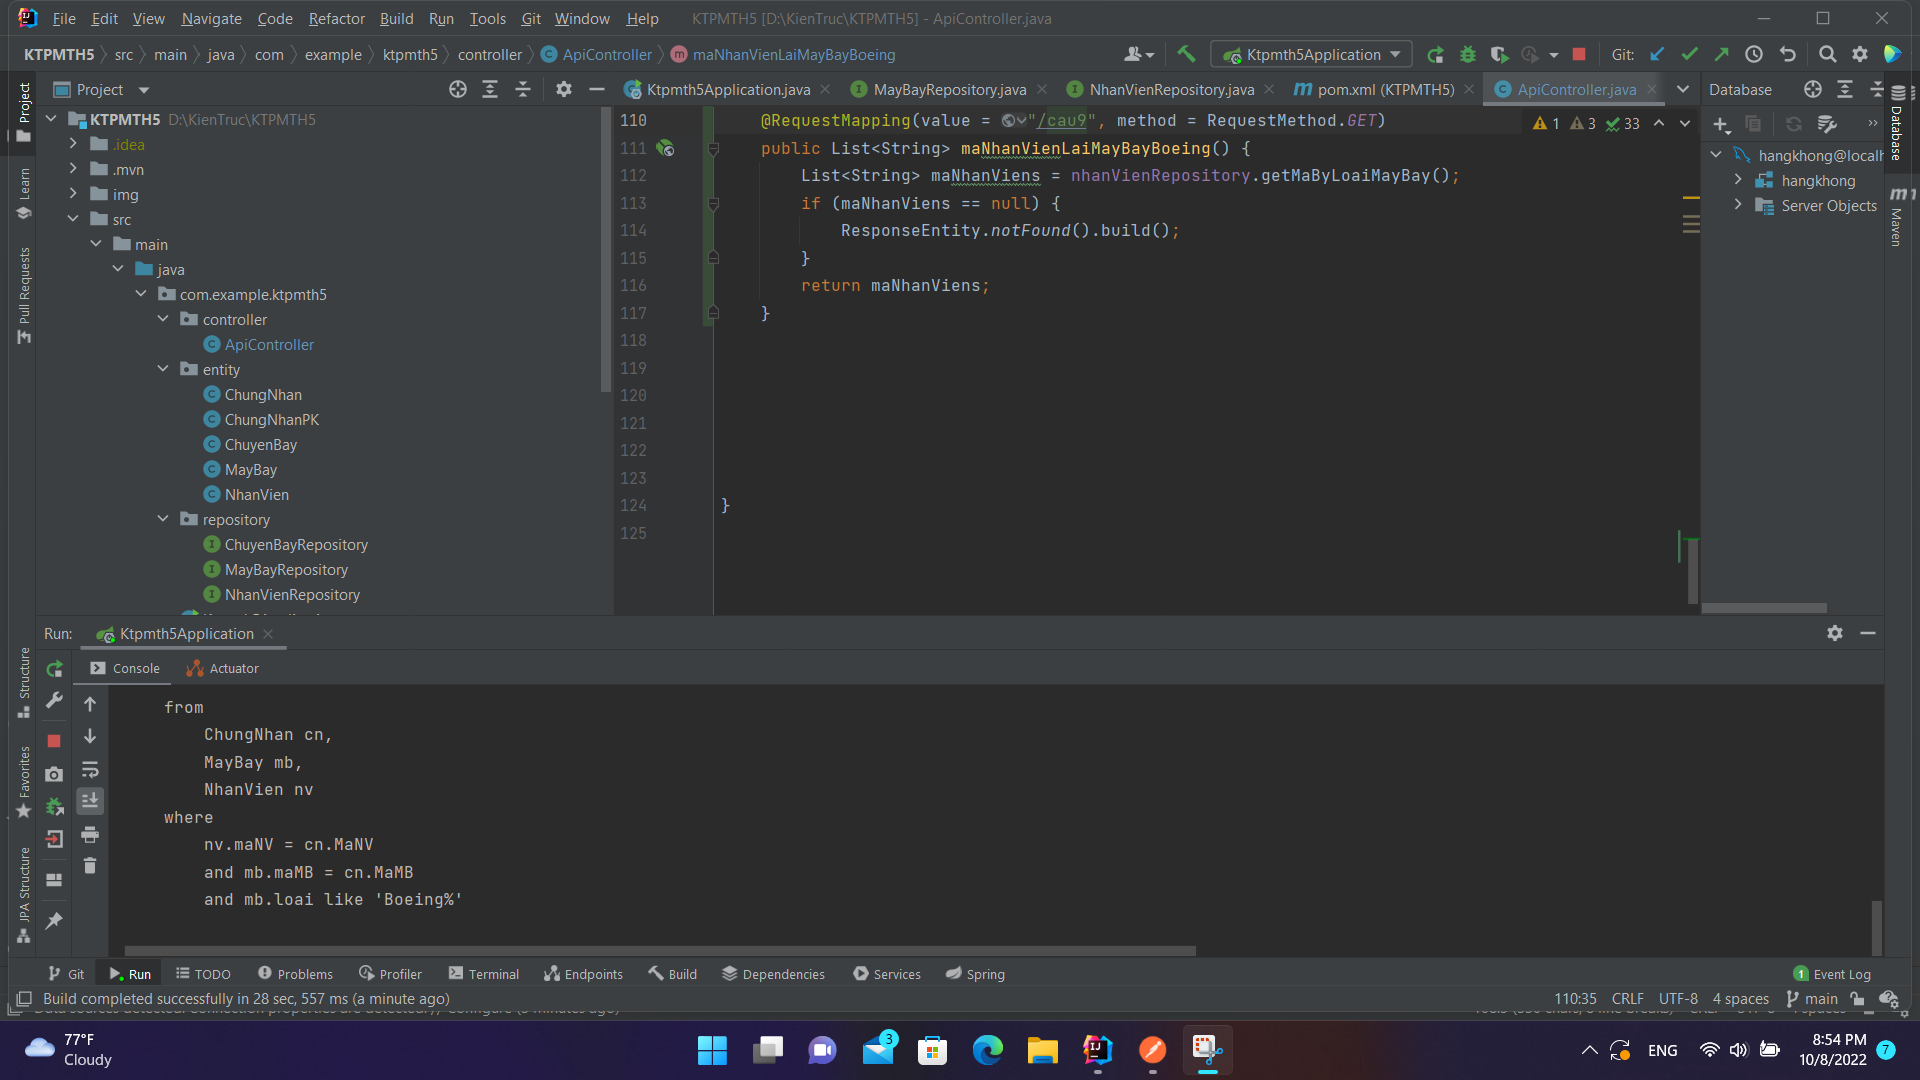 File Edit View Navigate Code Refactor Build Run Tools Git Window Help KTPMTH5 [D:\KienTruc\KTPMTH5] - ApiController.java
KTPMTH5 src main java com example ktpmth5 controller ApiController maNhanVienLaiMayBayBoeing Ktpmth5Application Git:
Project
Ktpmth5Application.java MayBayRepository.java NhanVienRepository.java pom.xml (KTPMTH5) ApiController.java
Database
KTPMTH5 D:\KienTruc\KTPMTH5
.idea
.mvn
img
src
main
java
com.example.ktpmth5
controller
ApiController
entity
ChungNhan
ChungNhanPK
ChuyenBay
MayBay
NhanVien
repository
ChuyenBayRepository
MayBayRepository
NhanVienRepository
110 @RequestMapping(value = "/cau9", method = RequestMethod.GET)
1 3 33
111 public List<String> maNhanVienLaiMayBayBoeing() {
112 List<String> maNhanViens = nhanVienRepository.getMaByLoaiMayBay();
113 if (maNhanViens == null) {
114 ResponseEntity.notFound().build();
115 }
116 return maNhanViens;
117 }
118
119
120
121
122
123
124 }
125
hangkhong@localh
hangkhong
Server Objects
Project
Learn
Pull Requests
Structure
Favorites
JPA Structure
Database
Maven
Run: Ktpmth5Application
Console Actuator
from
ChungNhan cn,
MayBay mb,
NhanVien nv
where
nv.maNV = cn.MaNV
and mb.maMB = cn.MaMB
and mb.loai like 'Boeing%'
Git Run TODO Problems Profiler Terminal Endpoints Build Dependencies Services Spring 1 Event Log
Build completed successfully in 28 sec, 557 ms (a minute ago) 110:35 CRLF UTF-8 4 spaces main
77°F
Cloudy
3
ENG
8:54 PM
10/8/2022
7